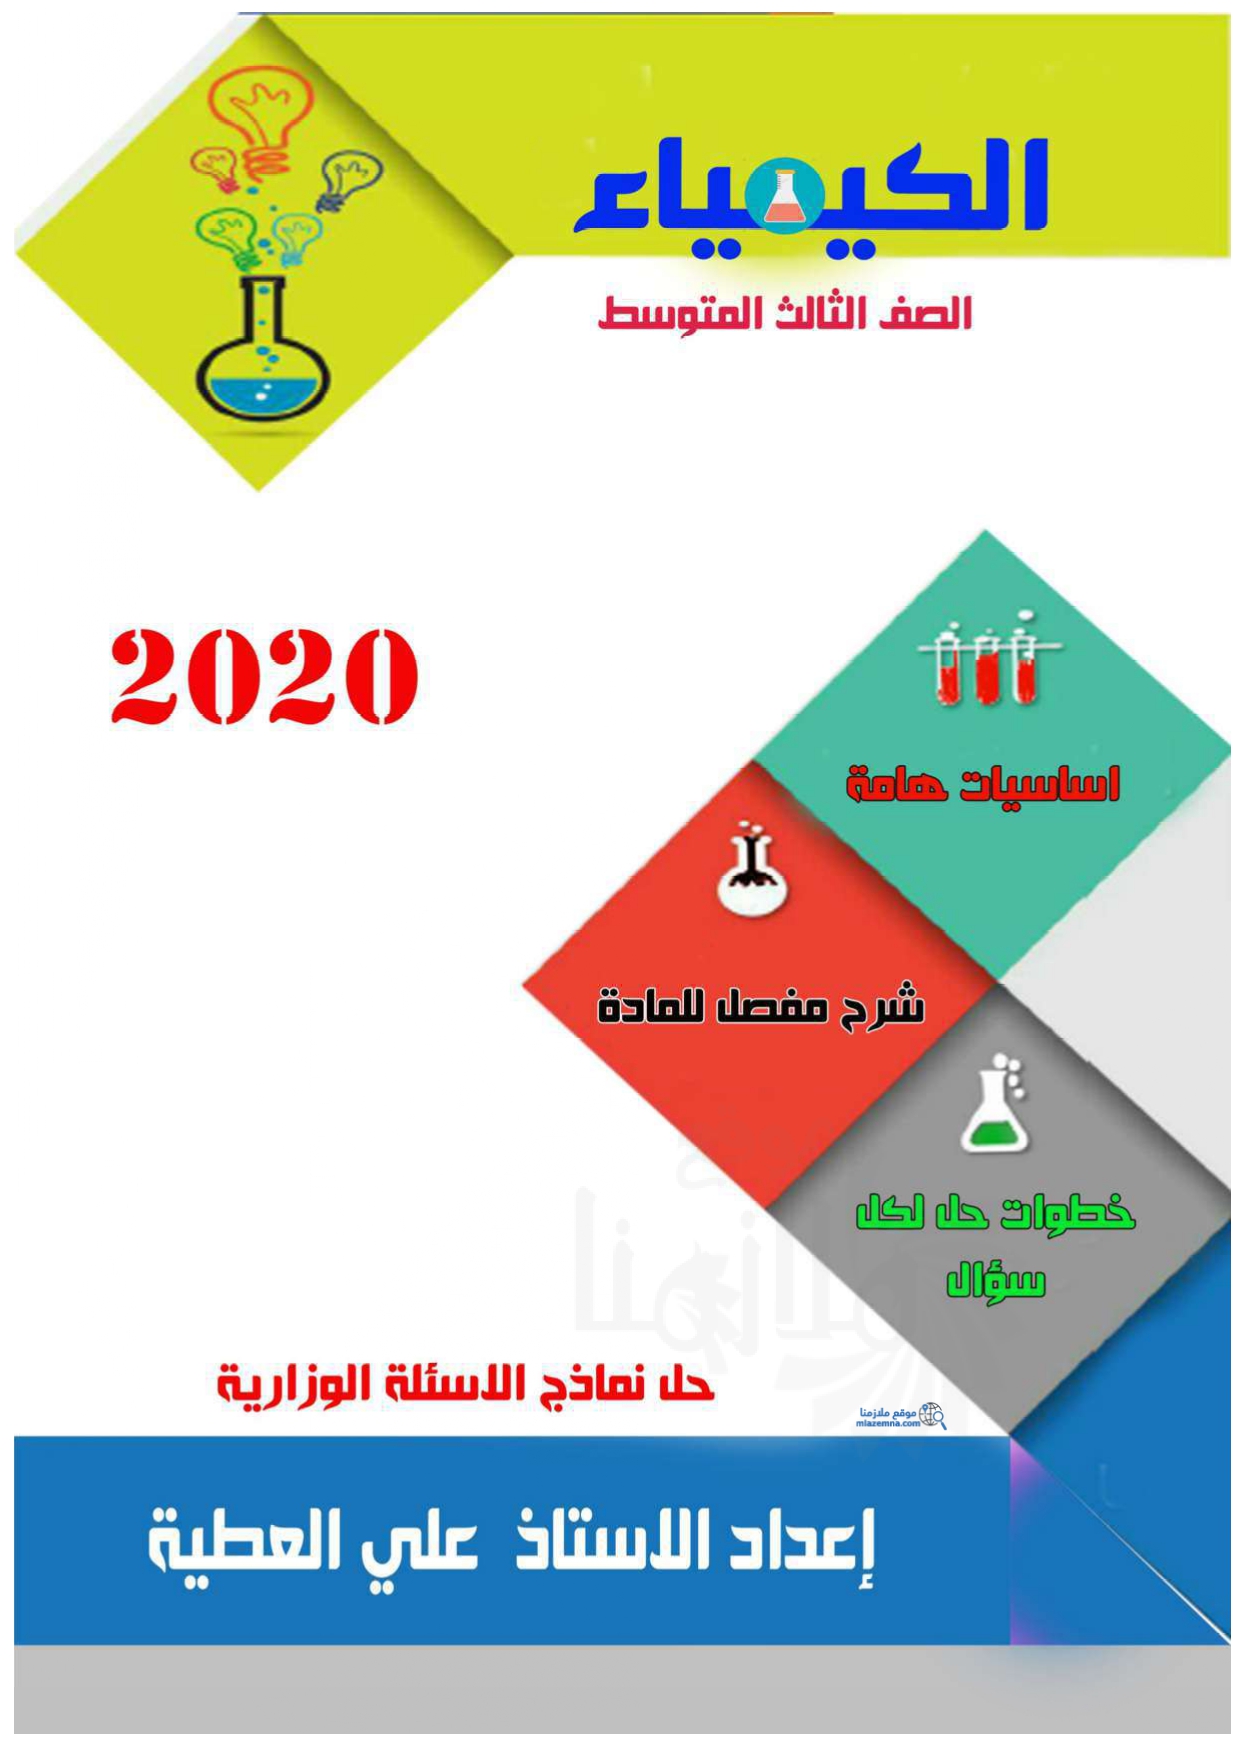 الكيمياء
الصف الثالث المتوسط
2020
اساسيات هامة
شرح مفصل للمادة
خطوات حل لكل
سؤال
حل نماذج الاسئلة الوزارية
موقع ملازمنا
mlazemna.com
إعداد الاستاذ علي العطية
ملازمنا